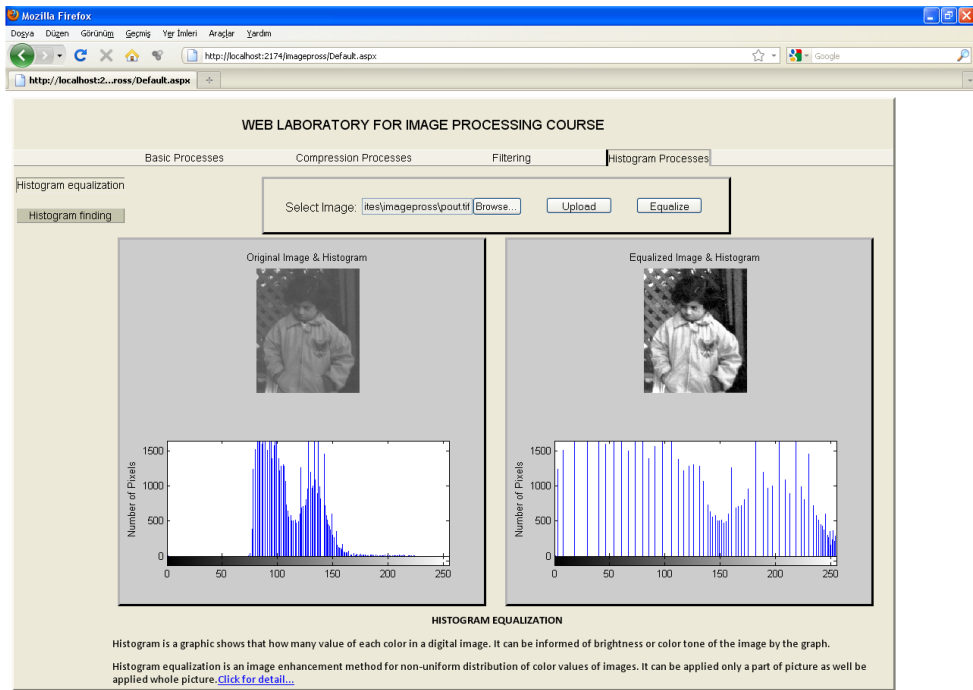 Mozilla Firefox
Dosya Düzen Görünüm Geçmiş Yer İmleri Araçlar Yardım
http://localhost:2174/imagepross/Default.aspx
Google
http://localhost:2...ross/Default.aspx
WEB LABORATORY FOR IMAGE PROCESSING COURSE
Basic Processes Compression Processes Filtering Histogram Processes
Histogram equalization
Histogram finding
Select Image: ites\imagepross\pout.tif Browse... Upload Equalize
Original Image & Histogram
Number of Pixels
1500
1000
500
0
0 50 100 150 200 250
Equalized Image & Histogram
Number of Pixels
1500
1000
500
0
0 50 100 150 200 250
HISTOGRAM EQUALIZATION
Histogram is a graphic shows that how many value of each color in a digital image. It can be informed of brightness or color tone of the image by the graph.
Histogram equalization is an image enhancement method for non-uniform distribution of color values of images. It can be applied only a part of picture as well be
applied whole picture.Click for detail...